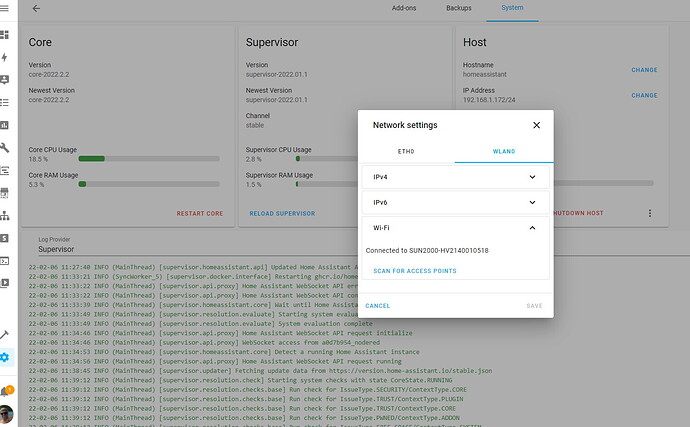 Add-ons Backups System
Core
Version
core-2022.2.2
Newest Version
core-2022.2.2
Core CPU Usage
18.5 %
Core RAM Usage
5.3 %
RESTART CORE
Supervisor
Version
supervisor-2022.01.1
Newest Version
supervisor-2022.01.1
Channel
stable
Supervisor CPU Usage
2.8 %
Supervisor RAM Usage
1.5 %
RELOAD SUPERVISOR
Host
Hostname
homeassistant
CHANGE
IP Address
192.168.1.172/24
CHANGE
SHUTDOWN HOST
Network settings
ETH0 WLAN0
IPv4
IPv6
Wi-Fi
Connected to SUN2000-HV2140010518
SCAN FOR ACCESS POINTS
CANCEL SAVE
Log Provider
Supervisor
22-02-06 11:27:40 INFO (MainThread) [supervisor.homeassistant.api] Updated Home Assistant A
22-02-06 11:33:21 INFO (SyncWorker_5) [supervisor.docker.interface] Restarting ghcr.io/home
22-02-06 11:33:22 INFO (MainThread) [supervisor.api.proxy] Home Assistant WebSocket API err
22-02-06 11:33:22 INFO (MainThread) [supervisor.api.proxy] Home Assistant WebSocket API con
22-02-06 11:33:39 INFO (MainThread) [supervisor.homeassistant.core] Wait until Home Assista
22-02-06 11:33:49 INFO (MainThread) [supervisor.resolution.evaluate] Starting system evalua
22-02-06 11:33:49 INFO (MainThread) [supervisor.resolution.evaluate] System evaluation complete
22-02-06 11:34:46 INFO (MainThread) [supervisor.api.proxy] Home Assistant WebSocket API request initialize
22-02-06 11:34:46 INFO (MainThread) [supervisor.api.proxy] WebSocket access from a0d7b954_nodered
22-02-06 11:34:53 INFO (MainThread) [supervisor.homeassistant.core] Detect a running Home Assistant instance
22-02-06 11:34:56 INFO (MainThread) [supervisor.api.proxy] Home Assistant WebSocket API request running
22-02-06 11:38:45 INFO (MainThread) [supervisor.updater] Fetching update data from https://version.home-assistant.io/stable.json
22-02-06 11:39:12 INFO (MainThread) [supervisor.resolution.check] Starting system checks with state CoreState.RUNNING
22-02-06 11:39:12 INFO (MainThread) [supervisor.resolution.checks.base] Run check for IssueType.SECURITY/ContextType.CORE
22-02-06 11:39:12 INFO (MainThread) [supervisor.resolution.checks.base] Run check for IssueType.TRUST/ContextType.PLUGIN
22-02-06 11:39:12 INFO (MainThread) [supervisor.resolution.checks.base] Run check for IssueType.TRUST/ContextType.CORE
22-02-06 11:39:12 INFO (MainThread) [supervisor.resolution.checks.base] Run check for IssueType.PWNED/ContextType.ADDON